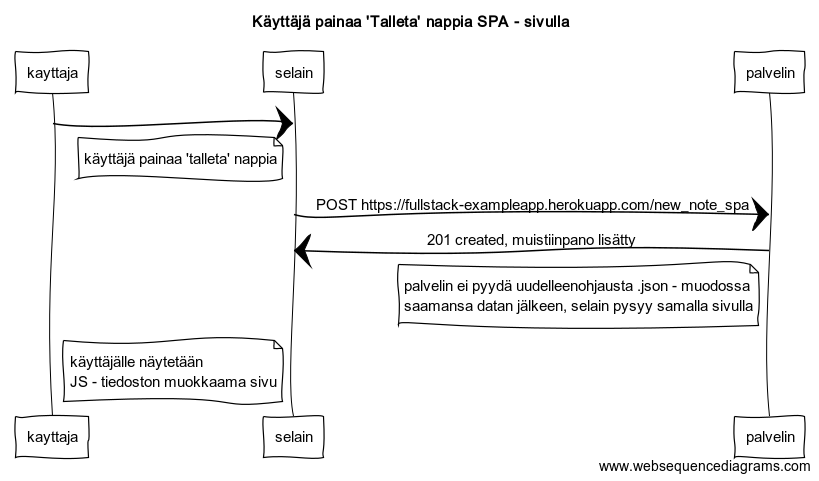 Käyttäjä painaa 'Talleta' nappia SPA - sivulla
kayttaja
selain
palvelin
käyttäjä painaa 'talleta' nappia
POST https://fullstack-exampleapp.herokuapp.com/new_note_spa
201 created, muistiinpano lisätty
palvelin ei pyydä uudelleenohjausta .json - muodossa
saamansa datan jälkeen, selain pysyy samalla sivulla
käyttäjälle näytetään
JS - tiedoston muokkaama sivu
kayttaja
selain
palvelin
www.websequencediagrams.com